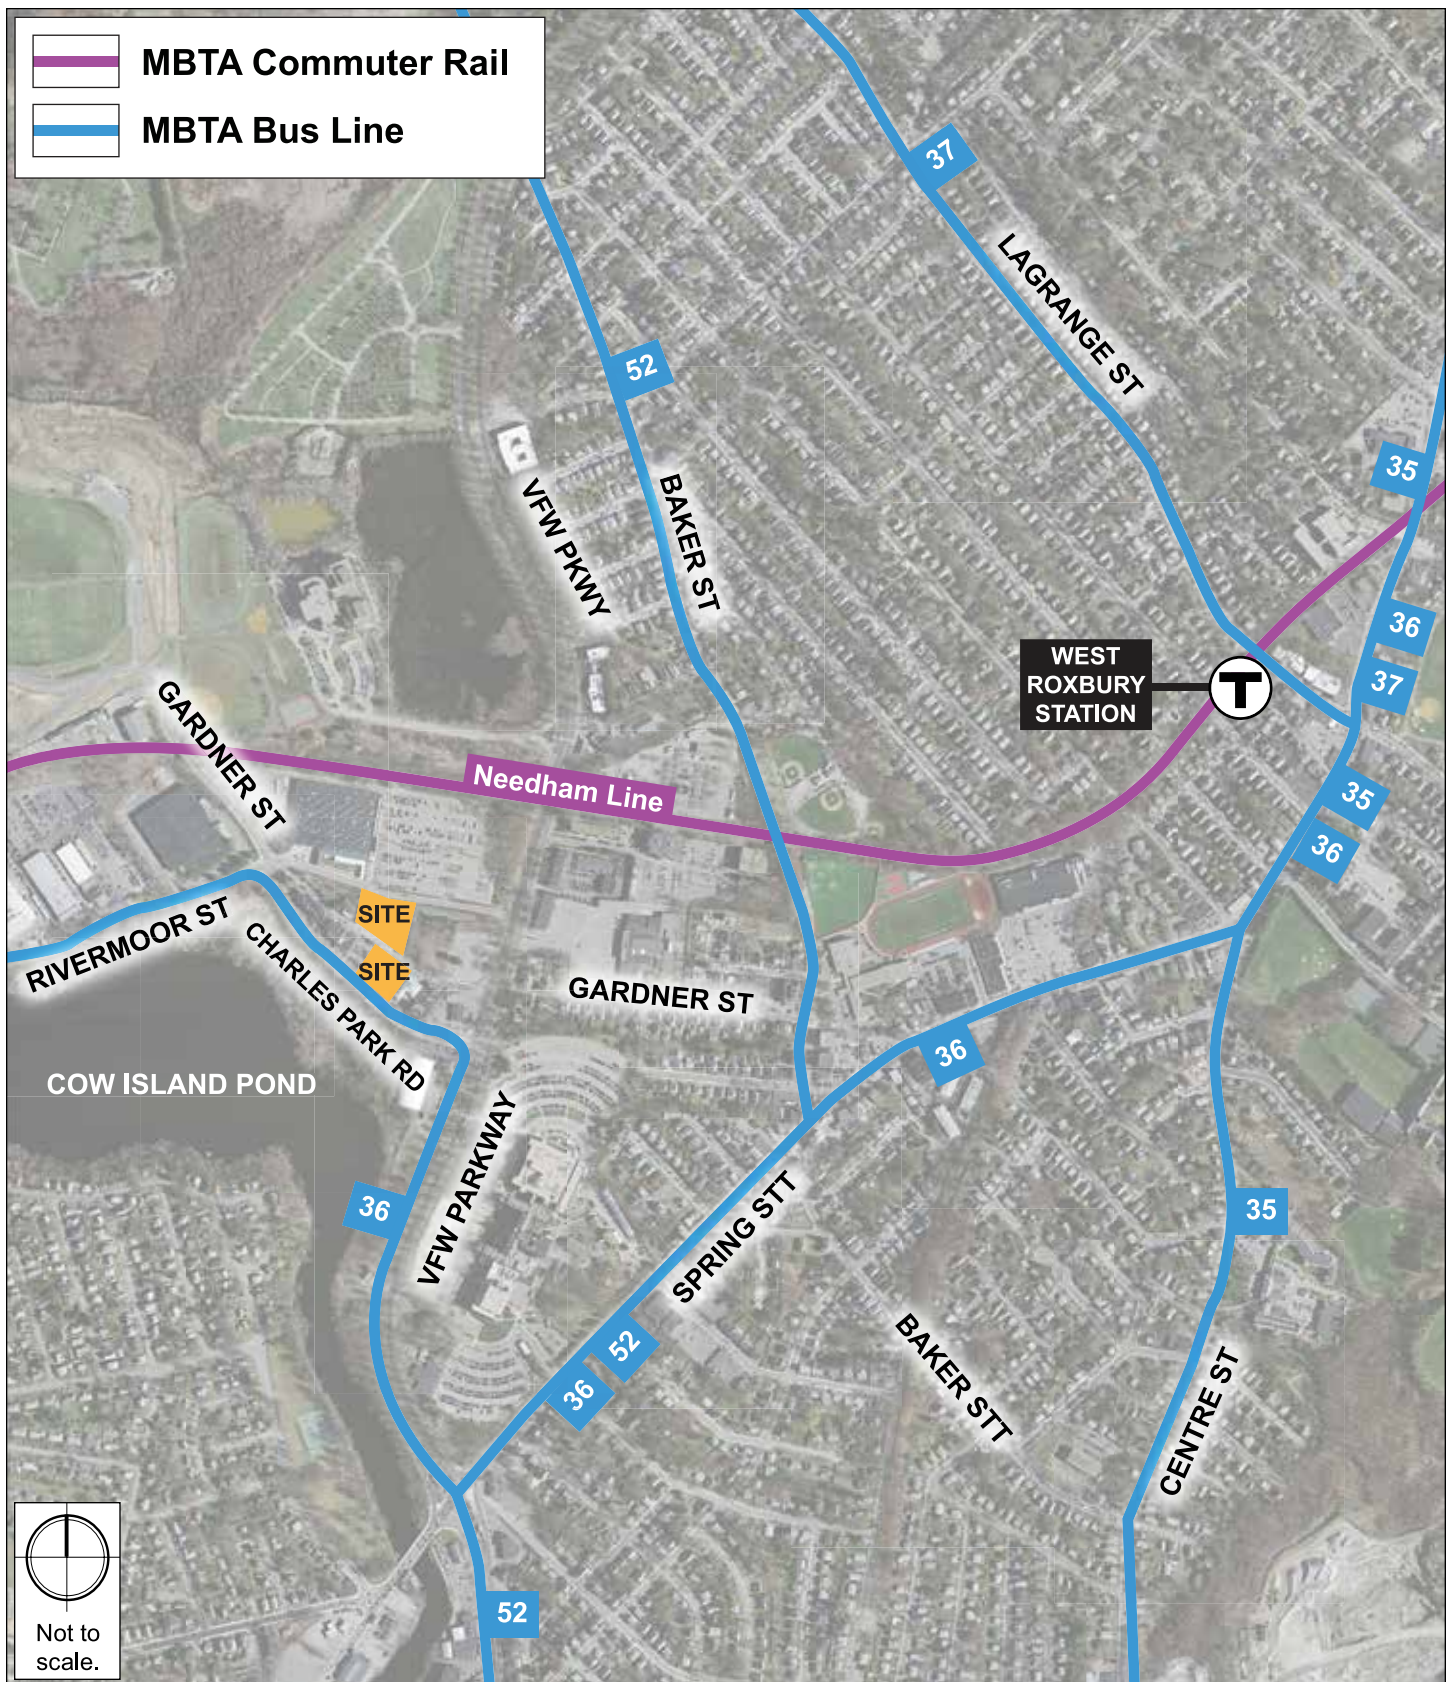 MBTA Commuter Rail
MBTA Bus Line
37
LAGRANGE ST
52
35
VFW PKWY
BAKER ST
36
37
WEST
ROXBURY
STATION
T
GARDNER ST
Needham Line
35
36
SITE
SITE
RIVERMOOR ST
CHARLES PARK RD
GARDNER ST
36
COW ISLAND POND
VFW PARKWAY
36
SPRING STT
35
52
36
BAKER STT
CENTRE ST
52
Not to
scale.